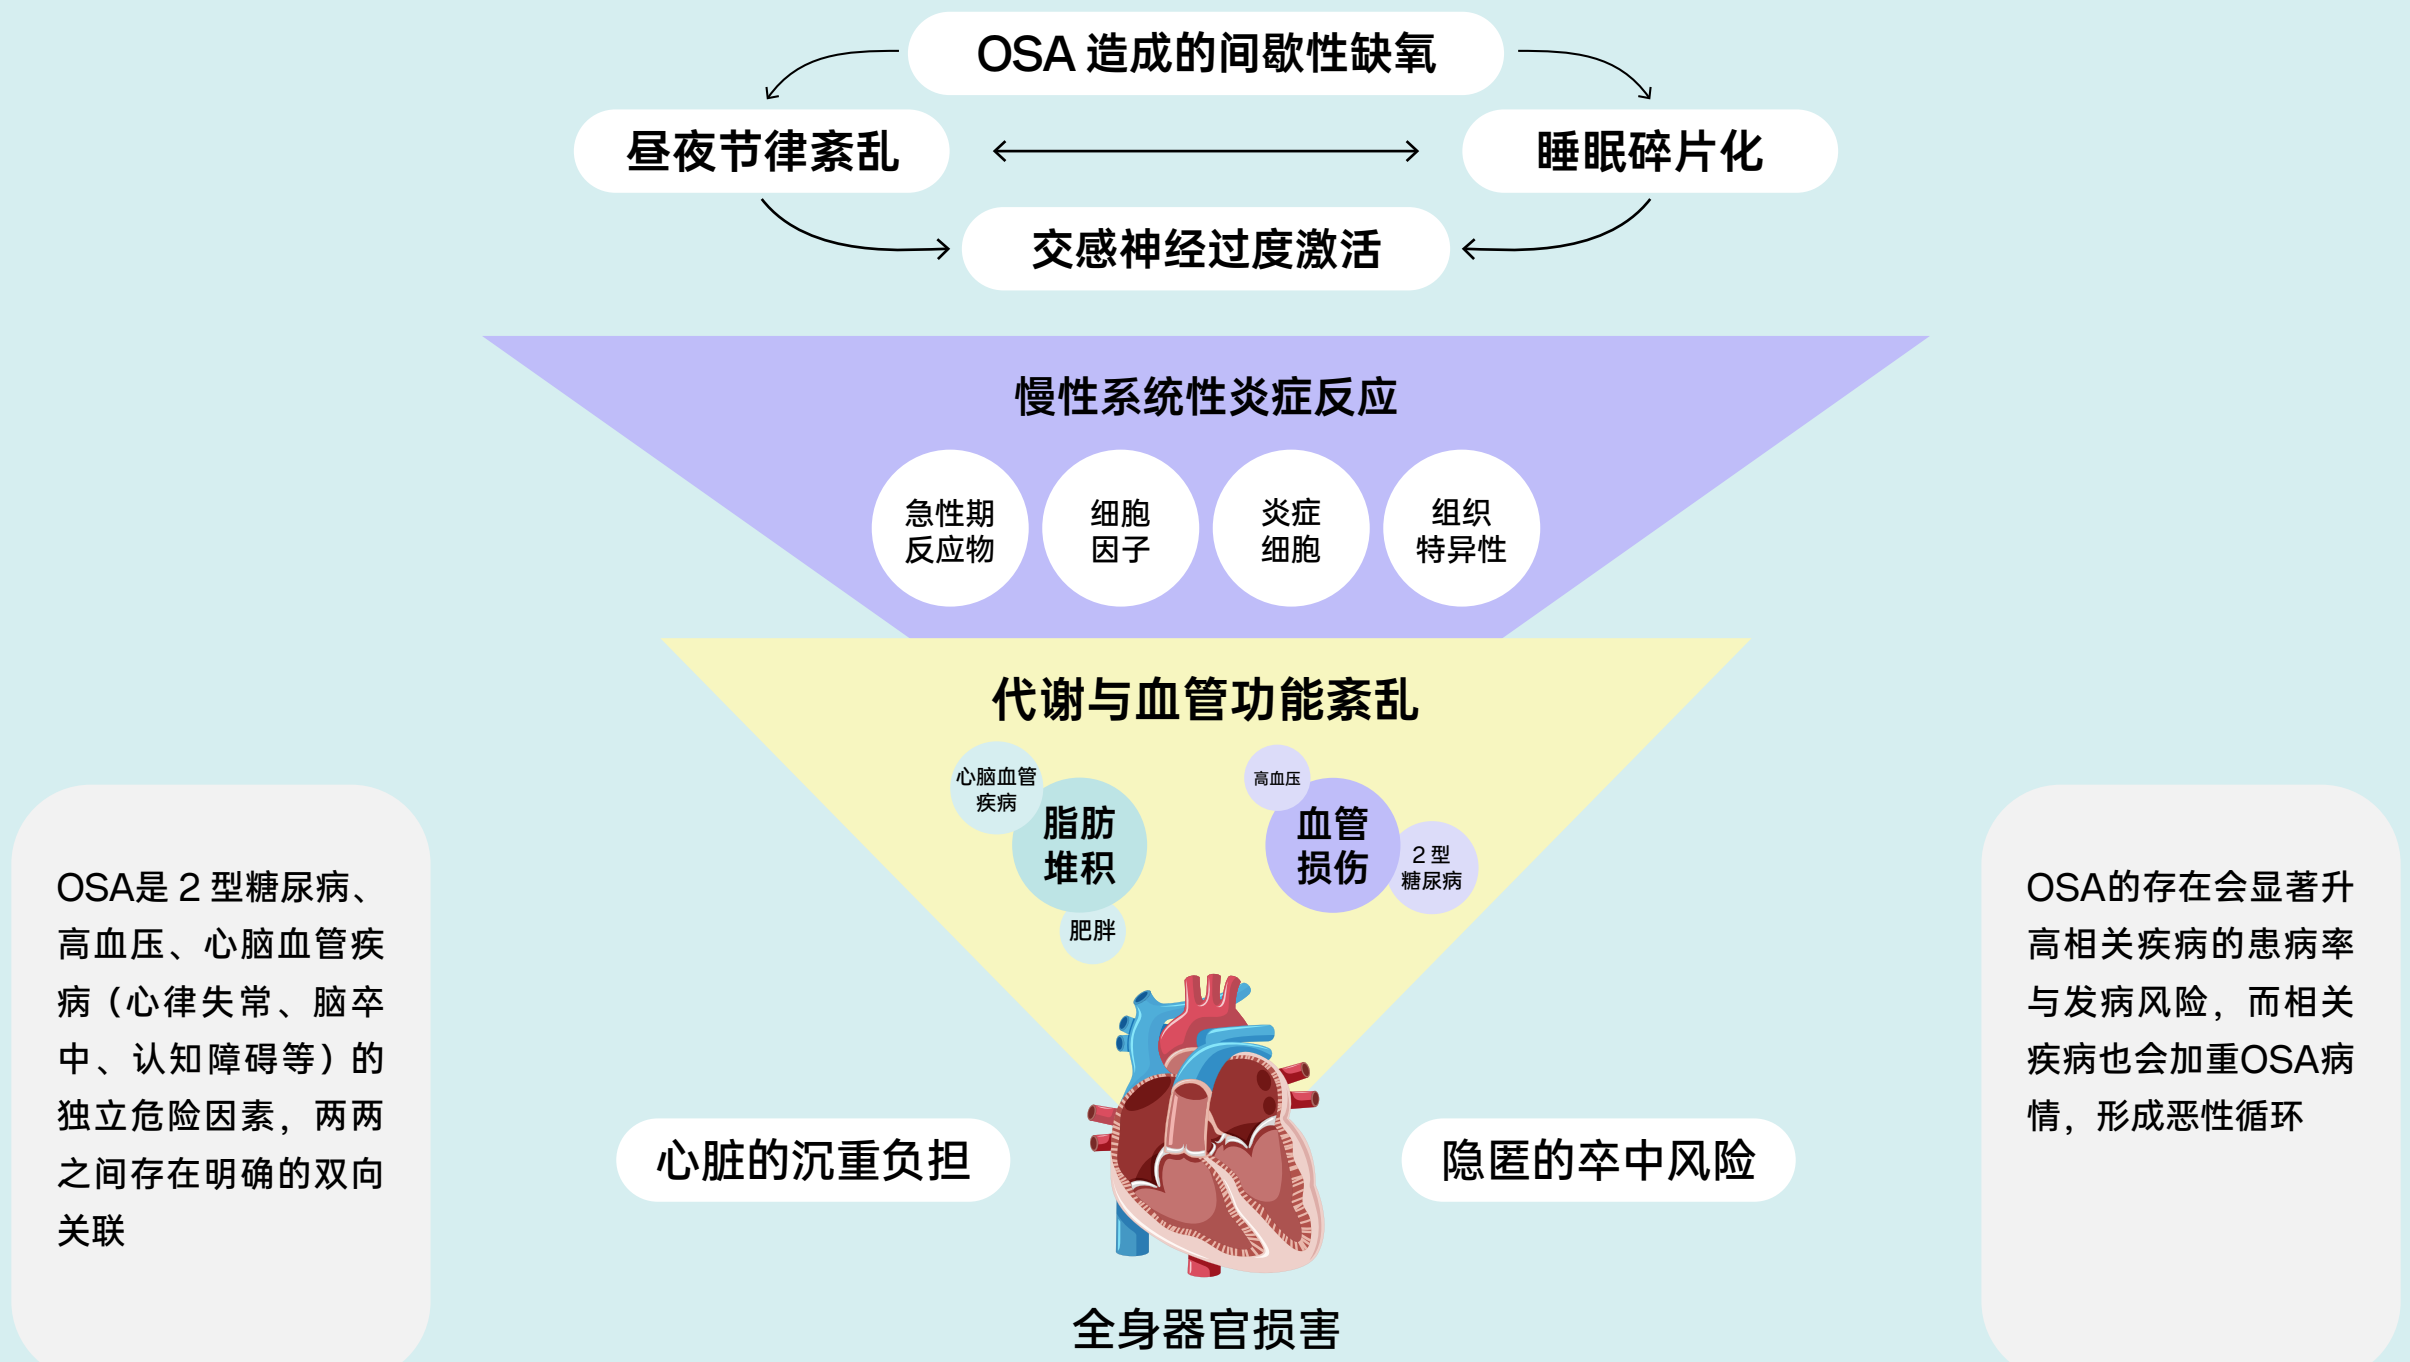 OSA 造成的间歇性缺氧
昼夜节律紊乱
睡眠碎片化
交感神经过度激活
慢性系统性炎症反应
急性期
反应物
细胞
因子
炎症
细胞
组织
特异性
代谢与血管功能紊乱
心脑血管
疾病
脂肪
堆积
肥胖
高血压
血管
损伤
2 型
糖尿病
OSA是 2 型糖尿病、
高血压、心脑血管疾
病（心律失常、脑卒
中、认知障碍等）的
独立危险因素，两两
之间存在明确的双向
关联
OSA的存在会显著升
高相关疾病的患病率
与发病风险，而相关
疾病也会加重OSA病
情，形成恶性循环
心脏的沉重负担
隐匿的卒中风险
全身器官损害